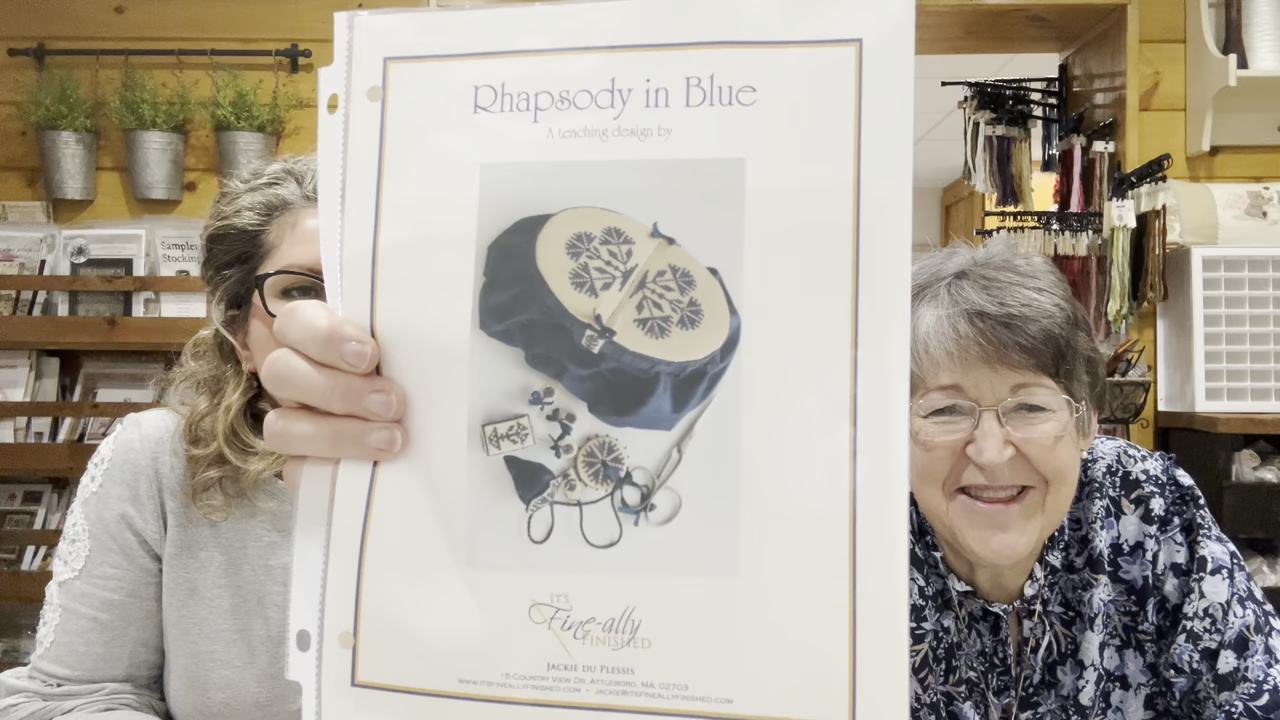 Rhapsody in Blue
A teaching design by
IT'S
Fine-ally
FINISHED
JACKIE DU PLESSIS
15 COUNTRY VIEW DR. ATTLEBORO, MA, 02703
WWW.ITSFINEALLYFINISHED.COM - JACKIE@ITSFINEALLYFINISHED.COM
Sampler
Stocking